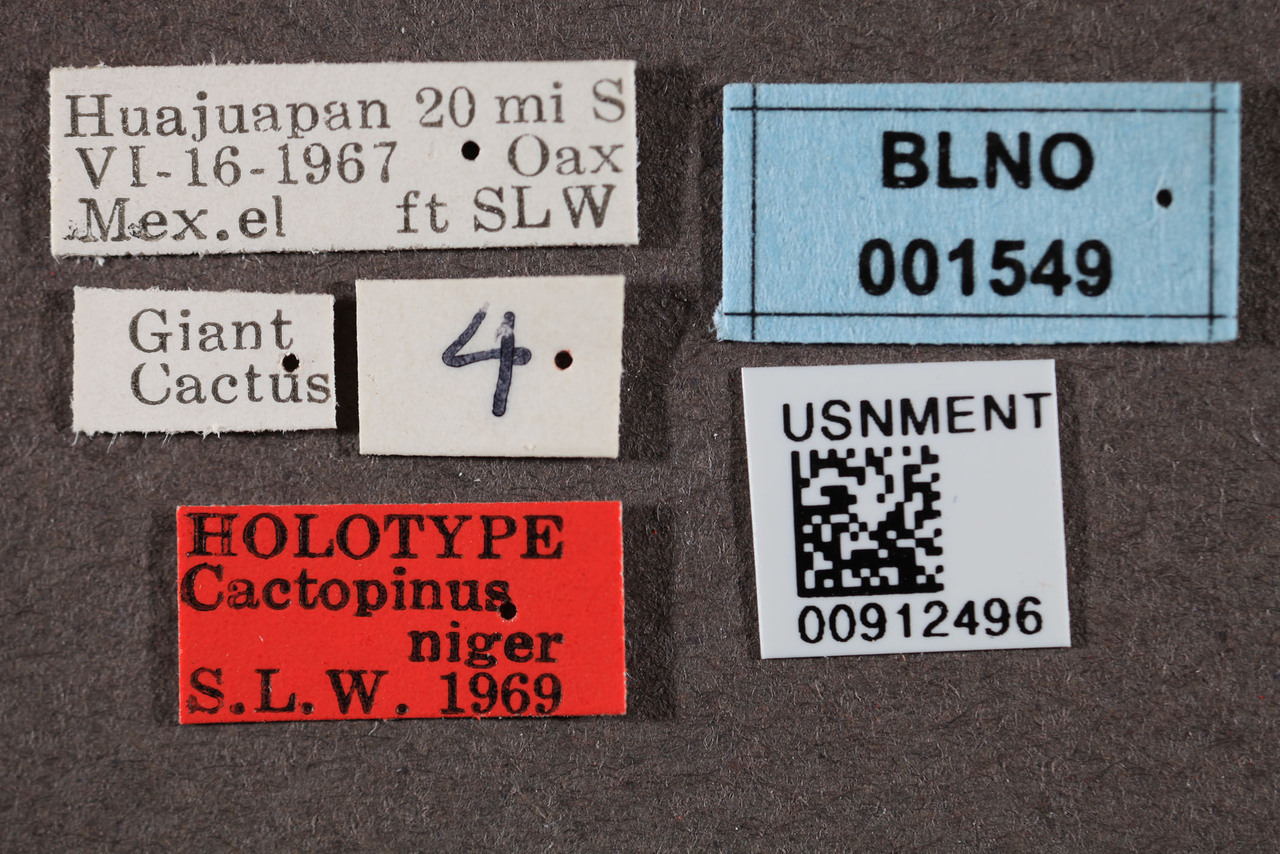 Huajuapan 20 mi S
VI-16-1967 Oax
Mex.el ft SLW
Giant
Cactus
4
HOLOTYPE
Cactopinus
niger
S.L.W. 1969
BLNO
001549
USNMENT
00912496